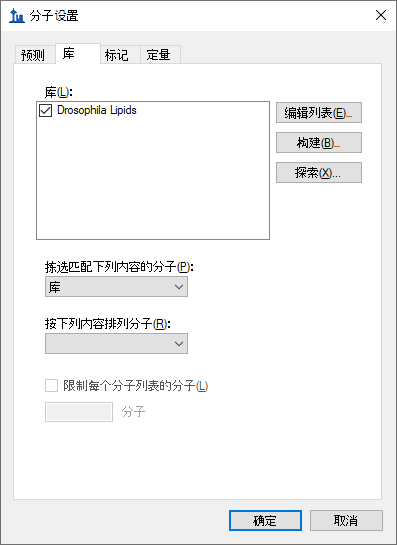 分子设置
预测 库 标记 定量
库(L):
Drosophila Lipids
编辑列表(E)...
构建(B)...
探索(X)...
拣选匹配下列内容的分子(P):
库
按下列内容排列分子(R):
限制每个分子列表的分子(L)
分子
确定 取消